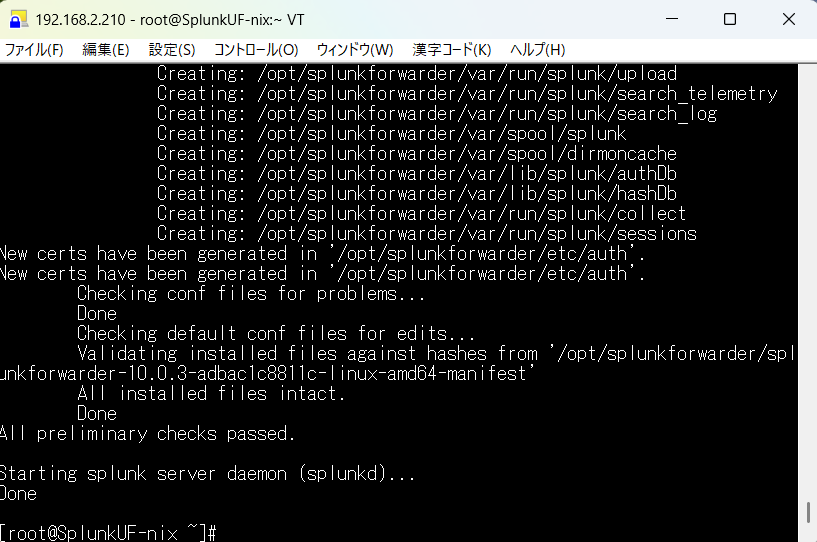 192.168.2.210 - root@SplunkUF-nix:~ VT
ファイル(F) 編集(E) 設定(S) コントロール(O) ウィンドウ(W) 漢字コード(K) ヘルプ(H)
Creating: /opt/splunkforwarder/var/run/splunk/upload
Creating: /opt/splunkforwarder/var/run/splunk/search_telemetry
Creating: /opt/splunkforwarder/var/run/splunk/search_log
Creating: /opt/splunkforwarder/var/spool/splunk
Creating: /opt/splunkforwarder/var/spool/dirmoncache
Creating: /opt/splunkforwarder/var/lib/splunk/authDb
Creating: /opt/splunkforwarder/var/lib/splunk/hashDb
Creating: /opt/splunkforwarder/var/run/splunk/collect
Creating: /opt/splunkforwarder/var/run/splunk/sessions
New certs have been generated in '/opt/splunkforwarder/etc/auth'.
New certs have been generated in '/opt/splunkforwarder/etc/auth'.
Checking conf files for problems...
Done
Checking default conf files for edits...
Validating installed files against hashes from '/opt/splunkforwarder/spl
unkforwarder-10.0.3-adbac1c8811c-linux-amd64-manifest'
All installed files intact.
Done
All preliminary checks passed.
Starting splunk server daemon (splunkd)...
Done
[root@SplunkUF-nix ~]#